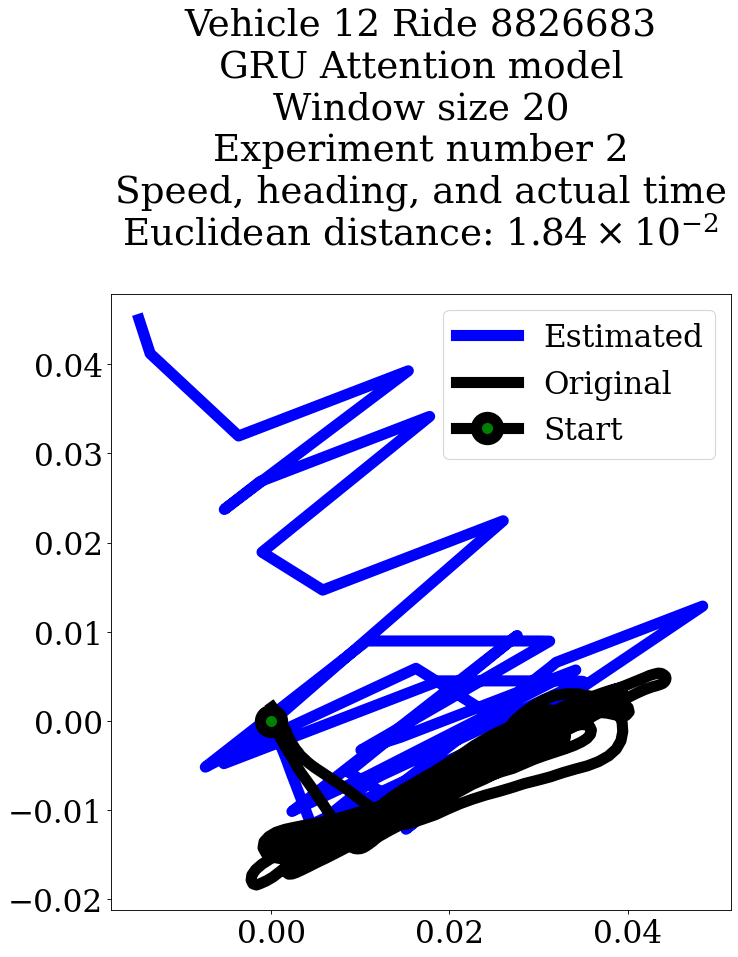 Vehicle 12 Ride 8826683
GRU Attention model
Window size 20
Experiment number 2
Speed, heading, and actual time
Euclidean distance: 1.84 × 10⁻²
Estimated
Original
Start
0.04
0.03
0.02
0.01
0.00
−0.01
−0.02
0.00 0.02 0.04